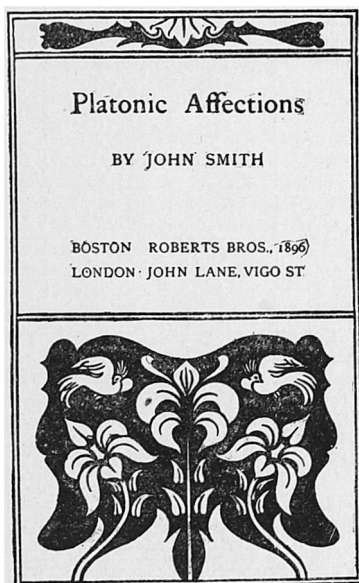 Platonic Affections
BY JOHN SMITH
BOSTON ROBERTS BROS., 1896
LONDON · JOHN LANE, VIGO ST